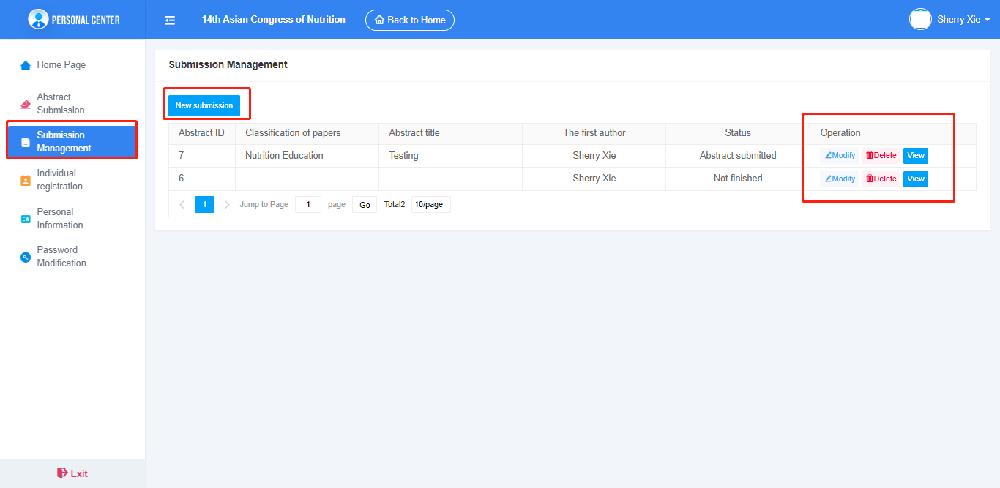 PERSONAL CENTER
14th Asian Congress of Nutrition
Back to Home
Sherry Xie
Home Page
Abstract
Submission
Submission
Management
Individual
registration
Personal
Information
Password
Modification
Exit
Submission Management
New submission
Abstract ID Classification of papers Abstract title The first author Status Operation
7 Nutrition Education Testing Sherry Xie Abstract submitted Modify Delete View
6 Sherry Xie Not finished Modify Delete View
1 Jump to Page 1 page Go Total2 10/page